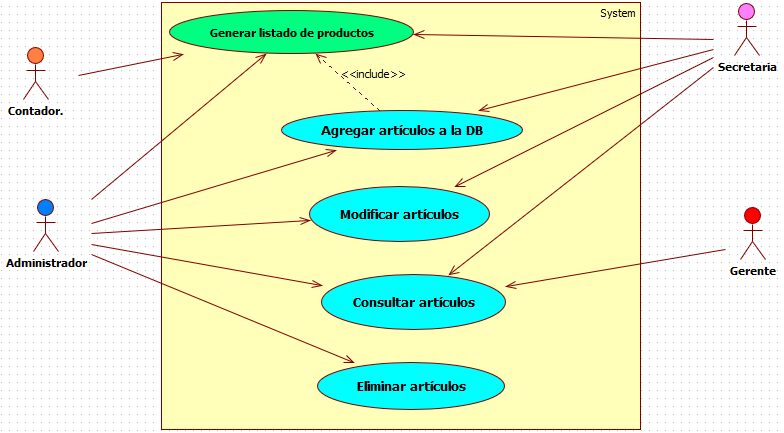 System
Generar listado de productos
Secretaria
<<include>>
Contador.
Agregar artículos a la DB
Modificar artículos
Administrador
Gerente
Consultar artículos
Eliminar artículos